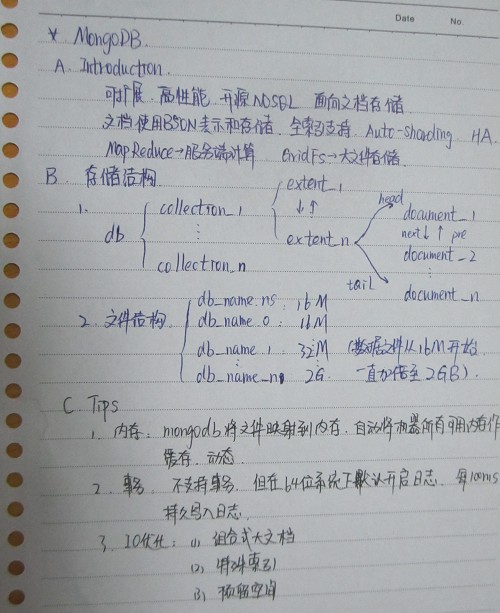 Date No.
* MongoDB.
A. Introduction.
可扩展、高性能、开源NOSQL 面向文档存储
文档使用BSON表示和存储、全索引支持、Auto-sharding、HA.
MapReduce→服务端计算 GridFs→大文件存储.
B. 存储结构
1. db { collection_1 ⋮ collection_n { extent_1 ↓↑ extent_n head document_1
next ↓ ↑ pre
document_2
⋮
tail document_n
2. 文件结构 { db_name.ns : 16M
db_name.0 : 16M
db_name.1 : 32M (数据文件从16M开始
db_name.n : 2G. 一直加倍至2GB).
C. Tips
1. 内存: mongodb将文件映射到内存、自动将机器所有可用内存作
缓存、动态.
2. 事务、不支持事务、但在64位系统下默认开启日志、每100ms
持久写入日志.
3. IO优化: (1) 组合式大文档
(2) 特殊索引
(3) 预留空间